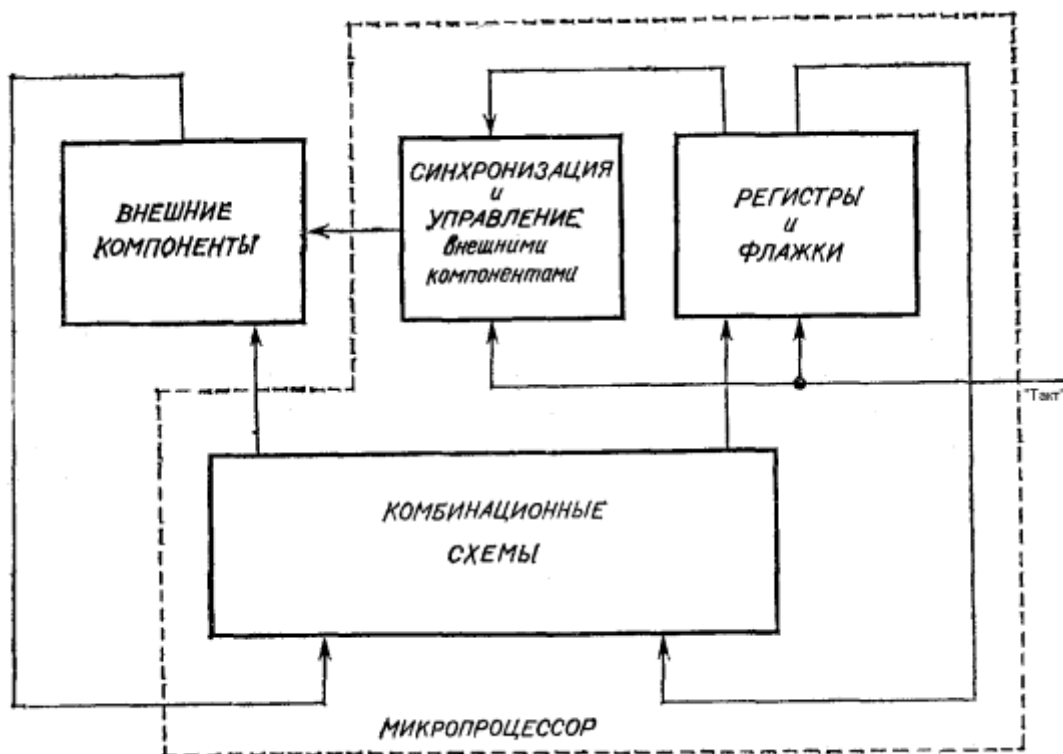 ВНЕШНИЕ
КОМПОНЕНТЫ
СИНХРОНИЗАЦИЯ
и
УПРАВЛЕНИЕ
внешними
компонентами
РЕГИСТРЫ
и
ФЛАЖКИ
"Такт"
КОМБИНАЦИОННЫЕ
СХЕМЫ
МИКРОПРОЦЕССОР